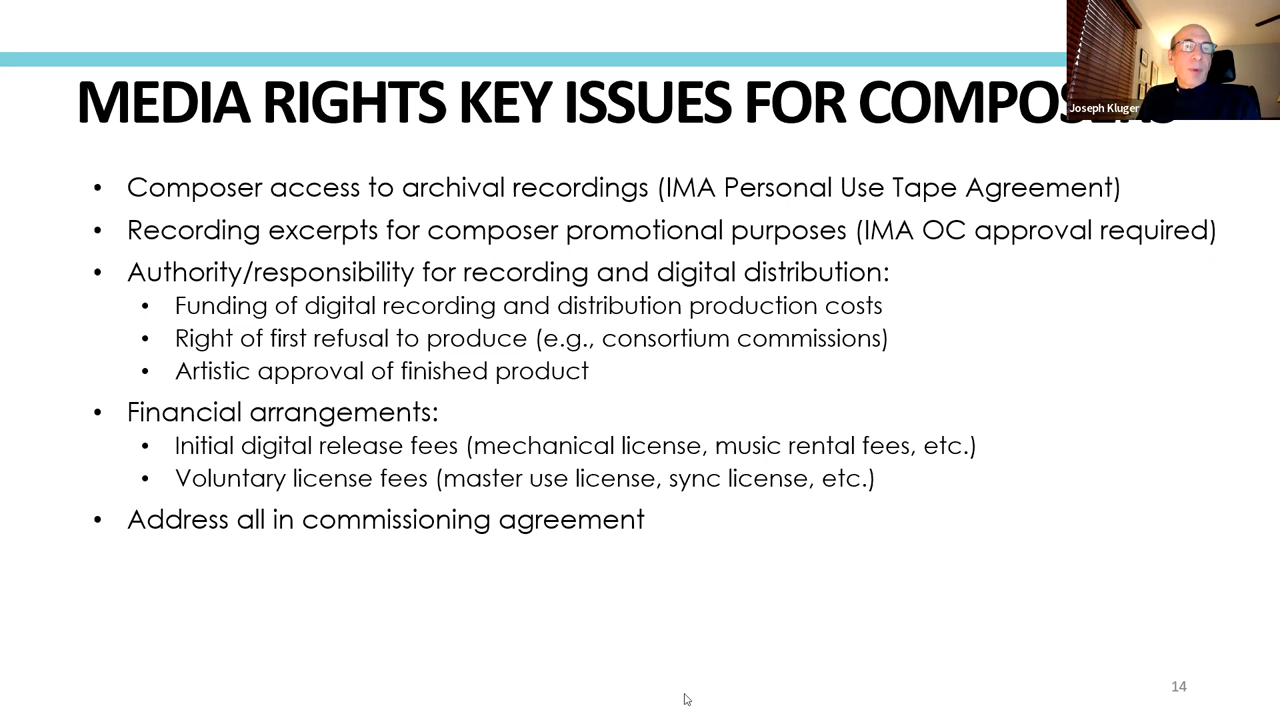 MEDIA RIGHTS KEY ISSUES FOR
Joseph Kluger
• Composer access to archival recordings (IMA Personal Use Tape Agreement)
• Recording excerpts for composer promotional purposes (IMA OC approval required)
• Authority/responsibility for recording and digital distribution:
• Funding of digital recording and distribution production costs
• Right of first refusal to produce (e.g., consortium commissions)
• Artistic approval of finished product
• Financial arrangements:
• Initial digital release fees (mechanical license, music rental fees, etc.)
• Voluntary license fees (master use license, sync license, etc.)
• Address all in commissioning agreement
14